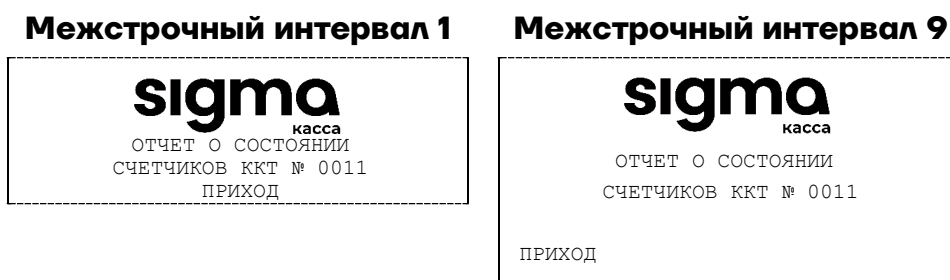 Межстрочный интервал 1
sigma
касса
ОТЧЕТ О СОСТОЯНИИ
СЧЕТЧИКОВ ККТ № 0011
ПРИХОД
Межстрочный интервал 9
sigma
касса
ОТЧЕТ О СОСТОЯНИИ
СЧЕТЧИКОВ ККТ № 0011
ПРИХОД